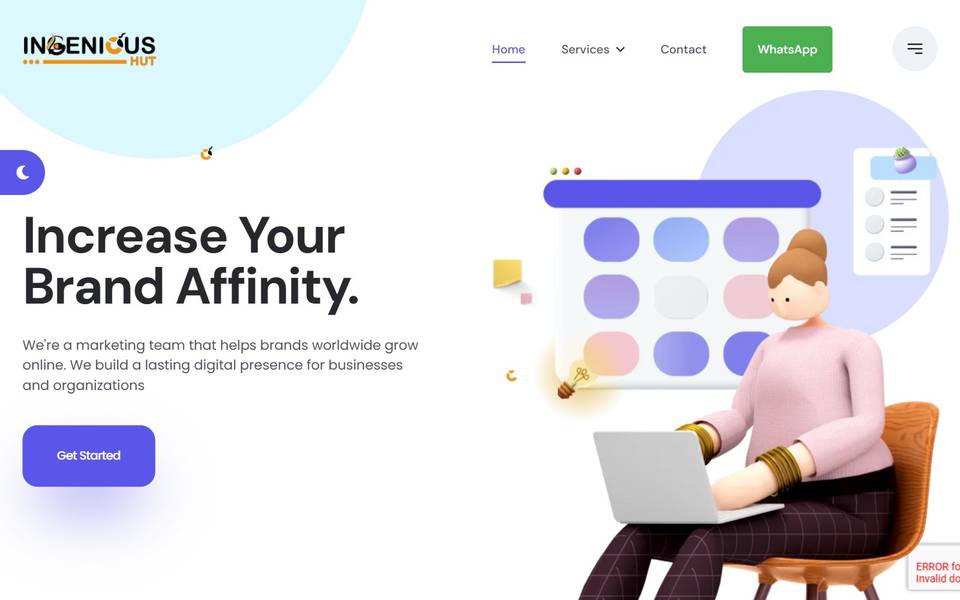 INGENIOUS
HUT
Home
Services
Contact
WhatsApp
Increase Your
Brand Affinity.
We're a marketing team that helps brands worldwide grow
online. We build a lasting digital presence for businesses
and organizations
Get Started
ERROR fo
Invalid do